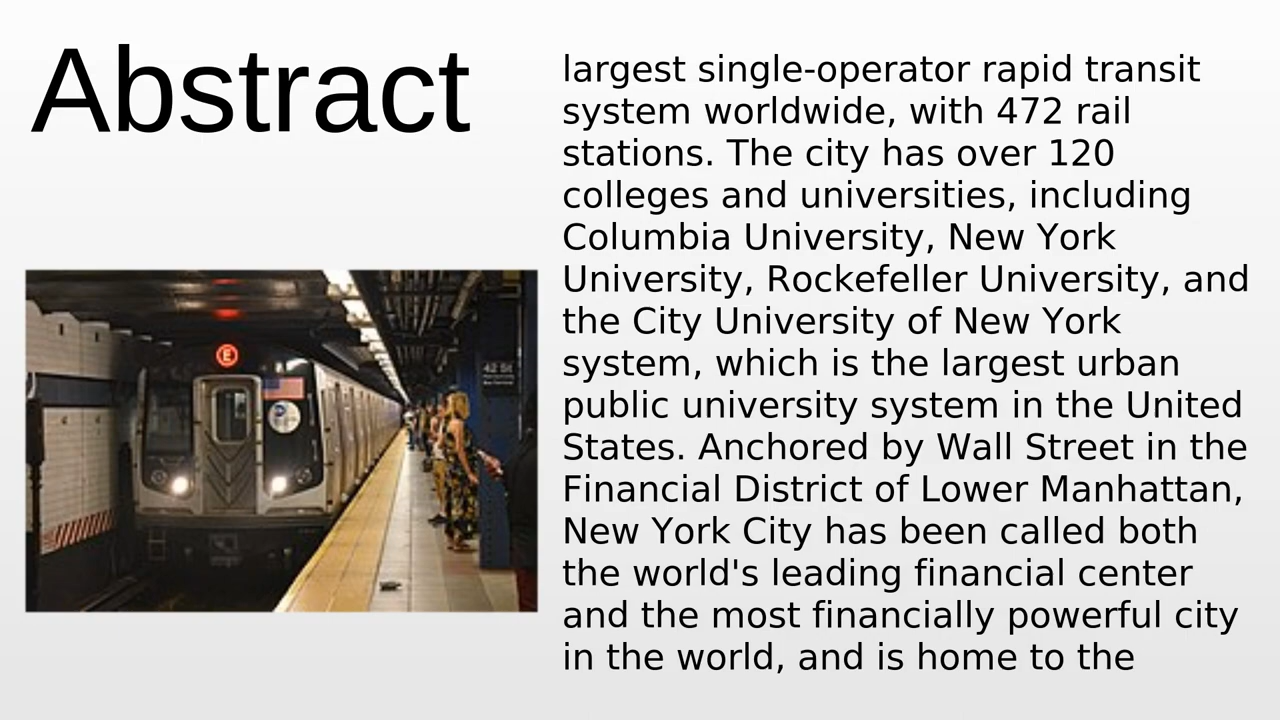 Abstract
largest single-operator rapid transit
system worldwide, with 472 rail
stations. The city has over 120
colleges and universities, including
Columbia University, New York
University, Rockefeller University, and
the City University of New York
system, which is the largest urban
public university system in the United
States. Anchored by Wall Street in the
Financial District of Lower Manhattan,
New York City has been called both
the world's leading financial center
and the most financially powerful city
in the world, and is home to the
E
42 St